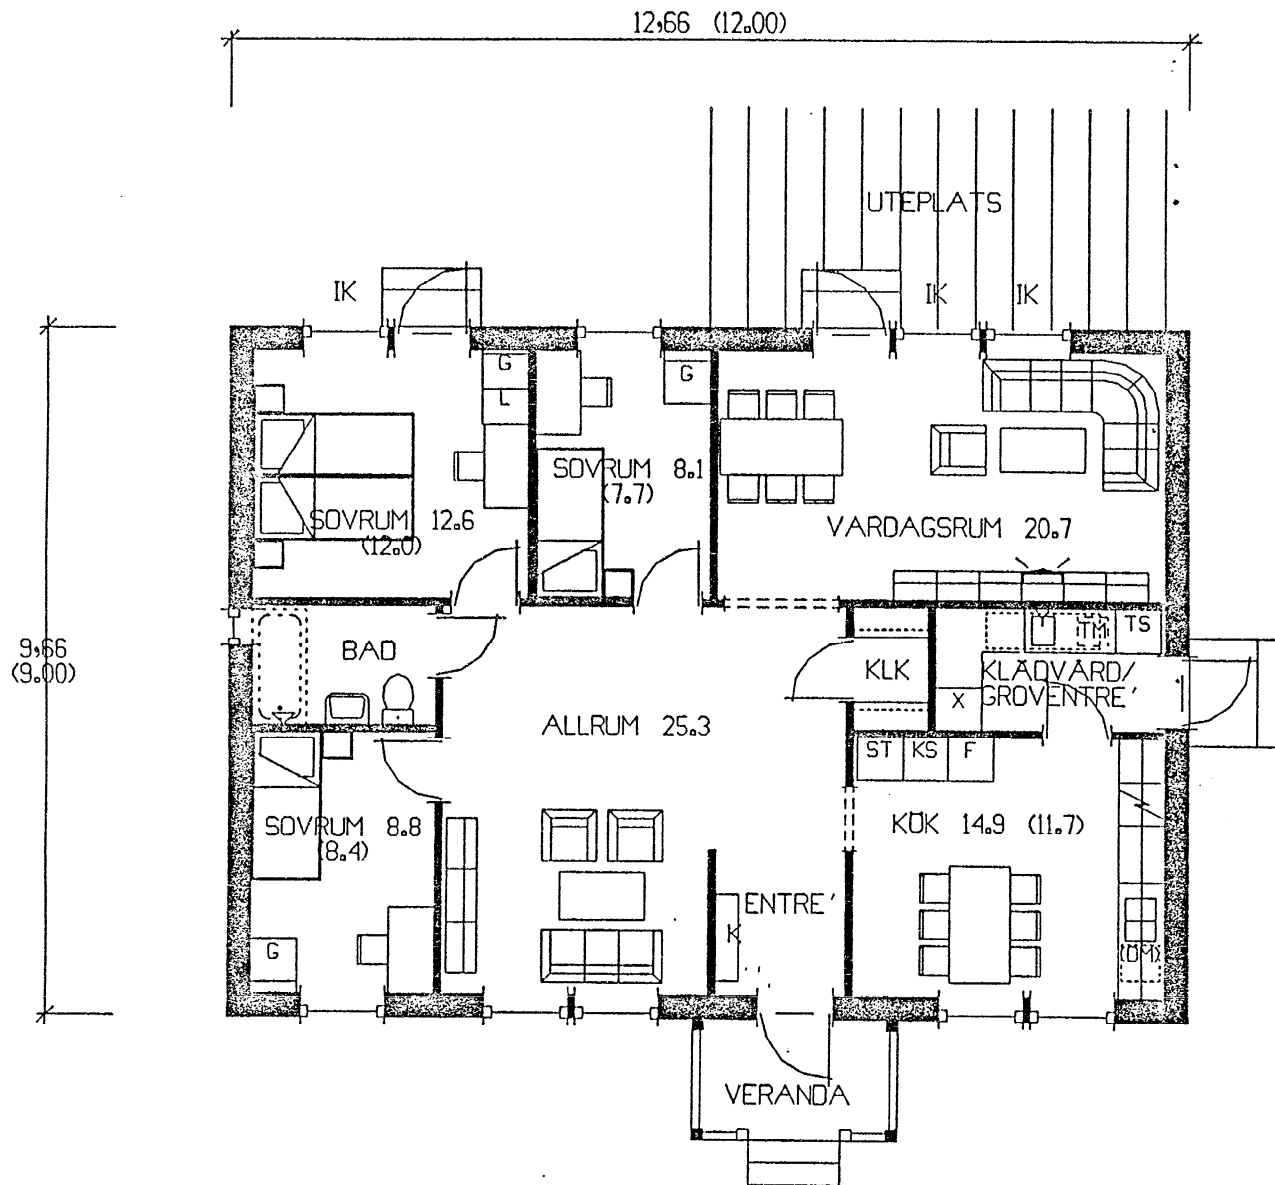 12,66 (12.00)
UTEPLATS
IK
IK
IK
G
L
G
SOVRUM 8.1
(7.7)
SOVRUM 12.6
(12.0)
VARDAGSRUM 20.7
9,66
(9.00)
BAD
KLK
TM
TS
KLÄDVÅRD/
GROVENTRE´
X
ALLRUM 25.3
ST
KS
F
SOVRUM 8.8
(8.4)
KÖK 14.9 (11.7)
ENTRE´
K
G
(DM)
VERANDA